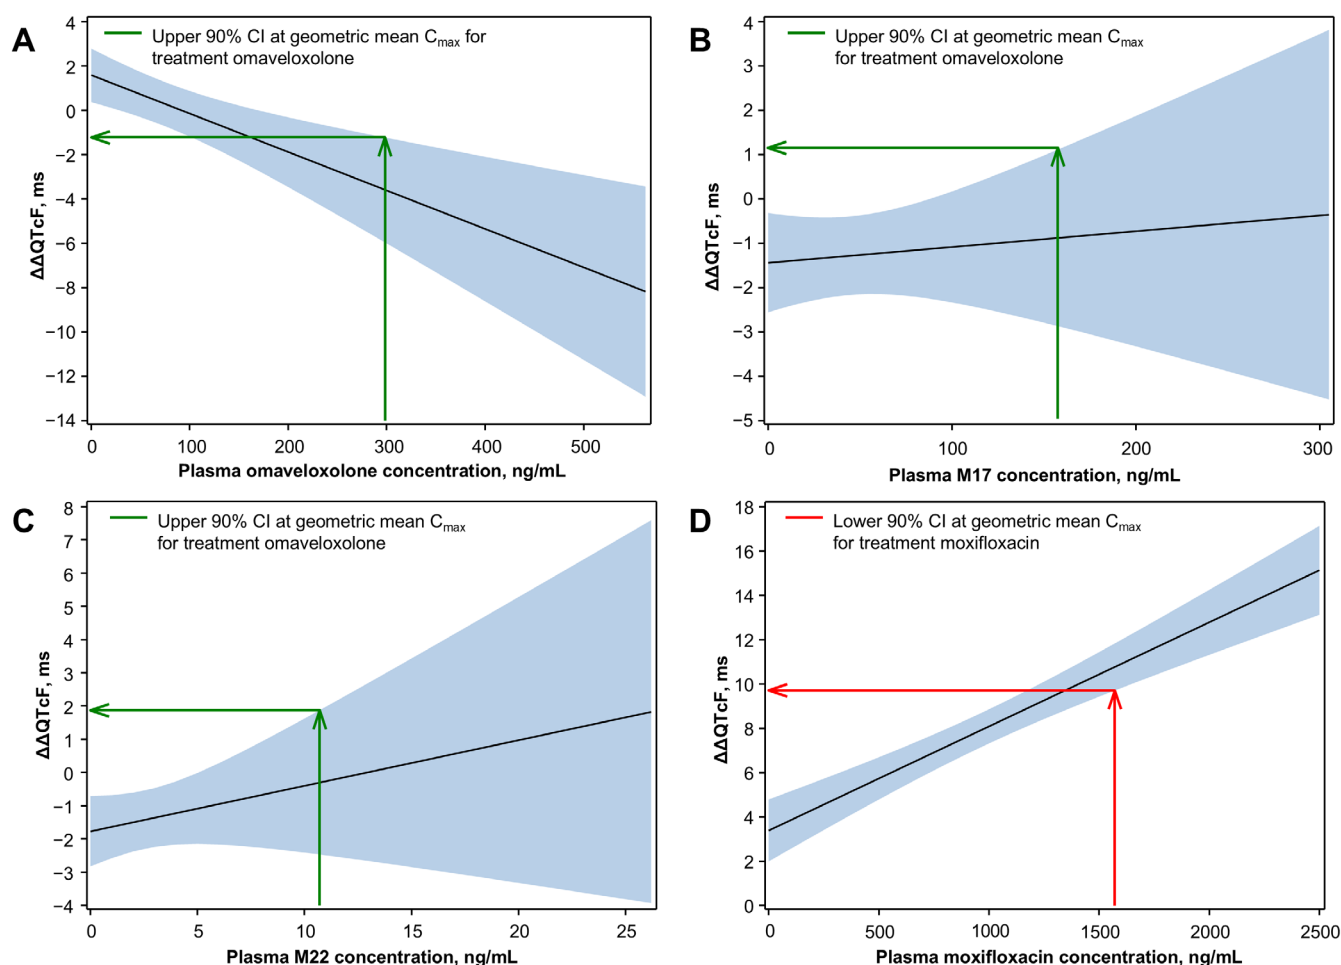 A
Upper 90% CI at geometric mean Cmax for
treatment omaveloxolone
4
2
0
−2
−4
−6
−8
−10
−12
−14
ΔΔQTcF, ms
0 100 200 300 400 500
Plasma omaveloxolone concentration, ng/mL
B
Upper 90% CI at geometric mean Cmax
for treatment omaveloxolone
4
3
2
1
0
−1
−2
−3
−4
−5
ΔΔQTcF, ms
0 100 200 300
Plasma M17 concentration, ng/mL
C
Upper 90% CI at geometric mean Cmax
for treatment omaveloxolone
8
7
6
5
4
3
2
1
0
−1
−2
−3
−4
ΔΔQTcF, ms
0 5 10 15 20 25
Plasma M22 concentration, ng/mL
D
Lower 90% CI at geometric mean Cmax
for treatment moxifloxacin
18
16
14
12
10
8
6
4
2
0
ΔΔQTcF, ms
0 500 1000 1500 2000 2500
Plasma moxifloxacin concentration, ng/mL